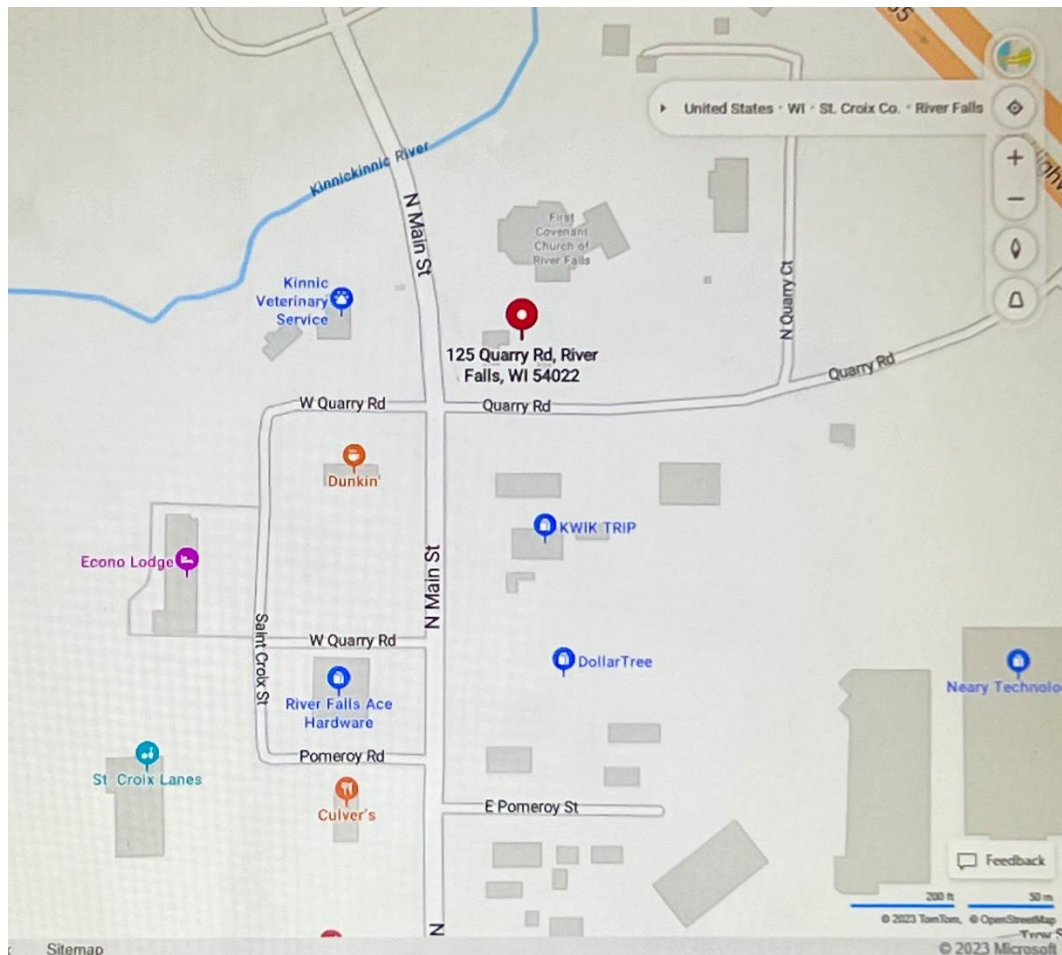 05
United States · WI · St. Croix Co. · River Falls
Kinnickinnic River
N Main St
First
Covenant
Church of
River Falls
Kinnic
Veterinary
Service
125 Quarry Rd, River
Falls, WI 54022
N Quarry Ct
Quarry Rd
W Quarry Rd
Quarry Rd
Dunkin'
KWIK TRIP
Econo Lodge
N Main St
Saint Croix St
W Quarry Rd
DollarTree
River Falls Ace
Hardware
Neary Technolo
Pomeroy Rd
St Croix Lanes
Culver's
E Pomeroy St
Feedback
200 ft
50 m
© 2023 TomTom, © OpenStreetMap
N
Sitemap
© 2023 Microsoft